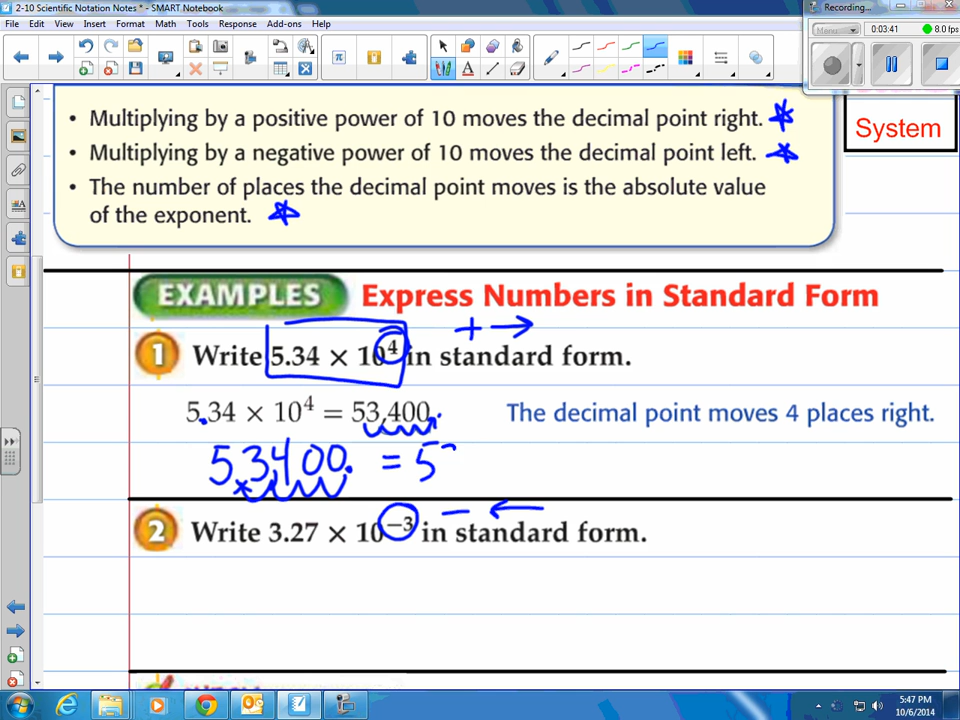 2-10 Scientific Notation Notes * - SMART Notebook
Recording...
File Edit View Insert Format Math Tools Response Add-ons Help
Menu 00:03:41 8.0 fps
• Multiplying by a positive power of 10 moves the decimal point right.
System
• Multiplying by a negative power of 10 moves the decimal point left.
• The number of places the decimal point moves is the absolute value
of the exponent.
EXAMPLES Express Numbers in Standard Form
+ →
1 Write 5.34 × 10⁴ in standard form.
5.34 × 10⁴ = 53,400. The decimal point moves 4 places right.
53,400. = 5
− ←
2 Write 3.27 × 10⁻³ in standard form.
5:47 PM
10/6/2014